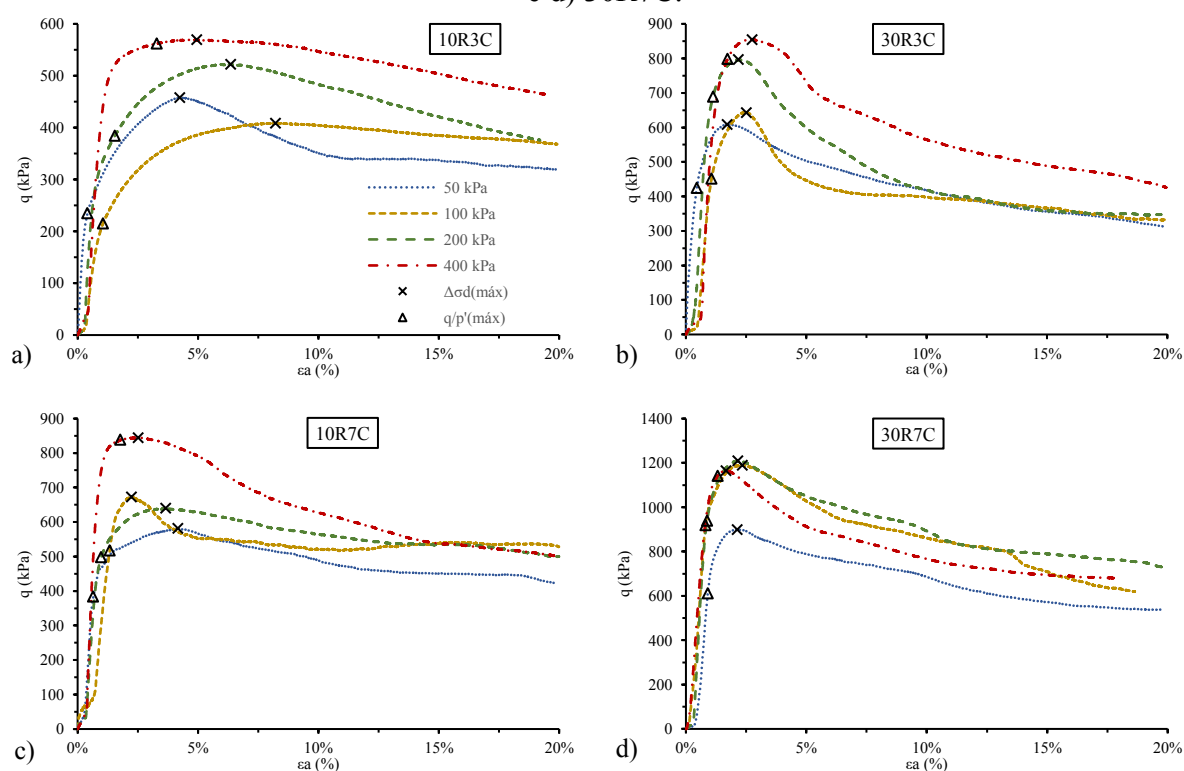 e d) 30R7C.
10R3C
600
500
400
300
200
100
0
q (kPa)
0% 5% 10% 15% 20%
εa (%)
50 kPa
100 kPa
200 kPa
400 kPa
Δσd(máx)
q/p'(máx)
a)
30R3C
900
800
700
600
500
400
300
200
100
0
q (kPa)
0% 5% 10% 15% 20%
εa (%)
b)
10R7C
900
800
700
600
500
400
300
200
100
0
q (kPa)
0% 5% 10% 15% 20%
εa (%)
c)
30R7C
1400
1200
1000
800
600
400
200
0
q (kPa)
0% 5% 10% 15% 20%
εa (%)
d)